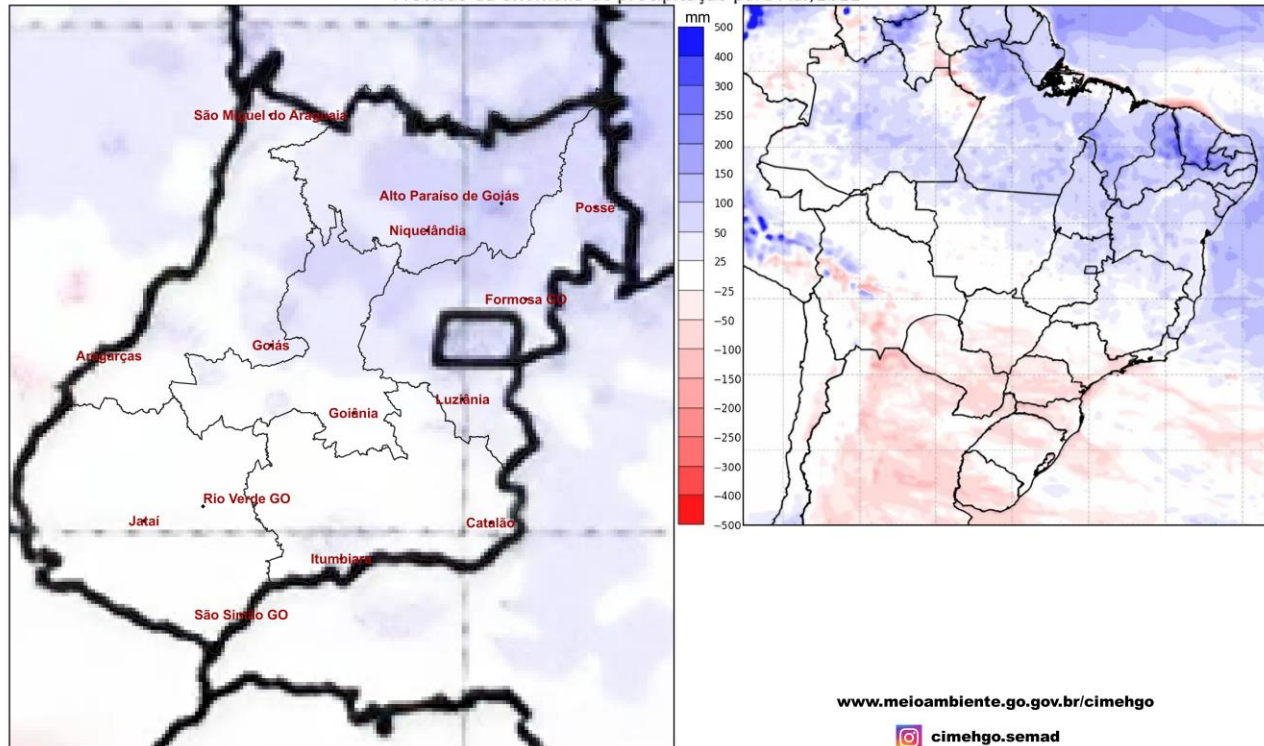 mm
500
400
300
250
200
150
100
50
25
−25
−50
−100
−150
−200
−250
−300
−400
−500
São Miguel do Araguaia
Alto Paraíso de Goiás
Posse
Niquelândia
Formosa GO
Goiás
Aragarças
Luziânia
Goiânia
Rio Verde GO
Jataí
Catalão
Itumbiara
São Simão GO
www.meioambiente.go.gov.br/cimehgo
cimehgo.semad